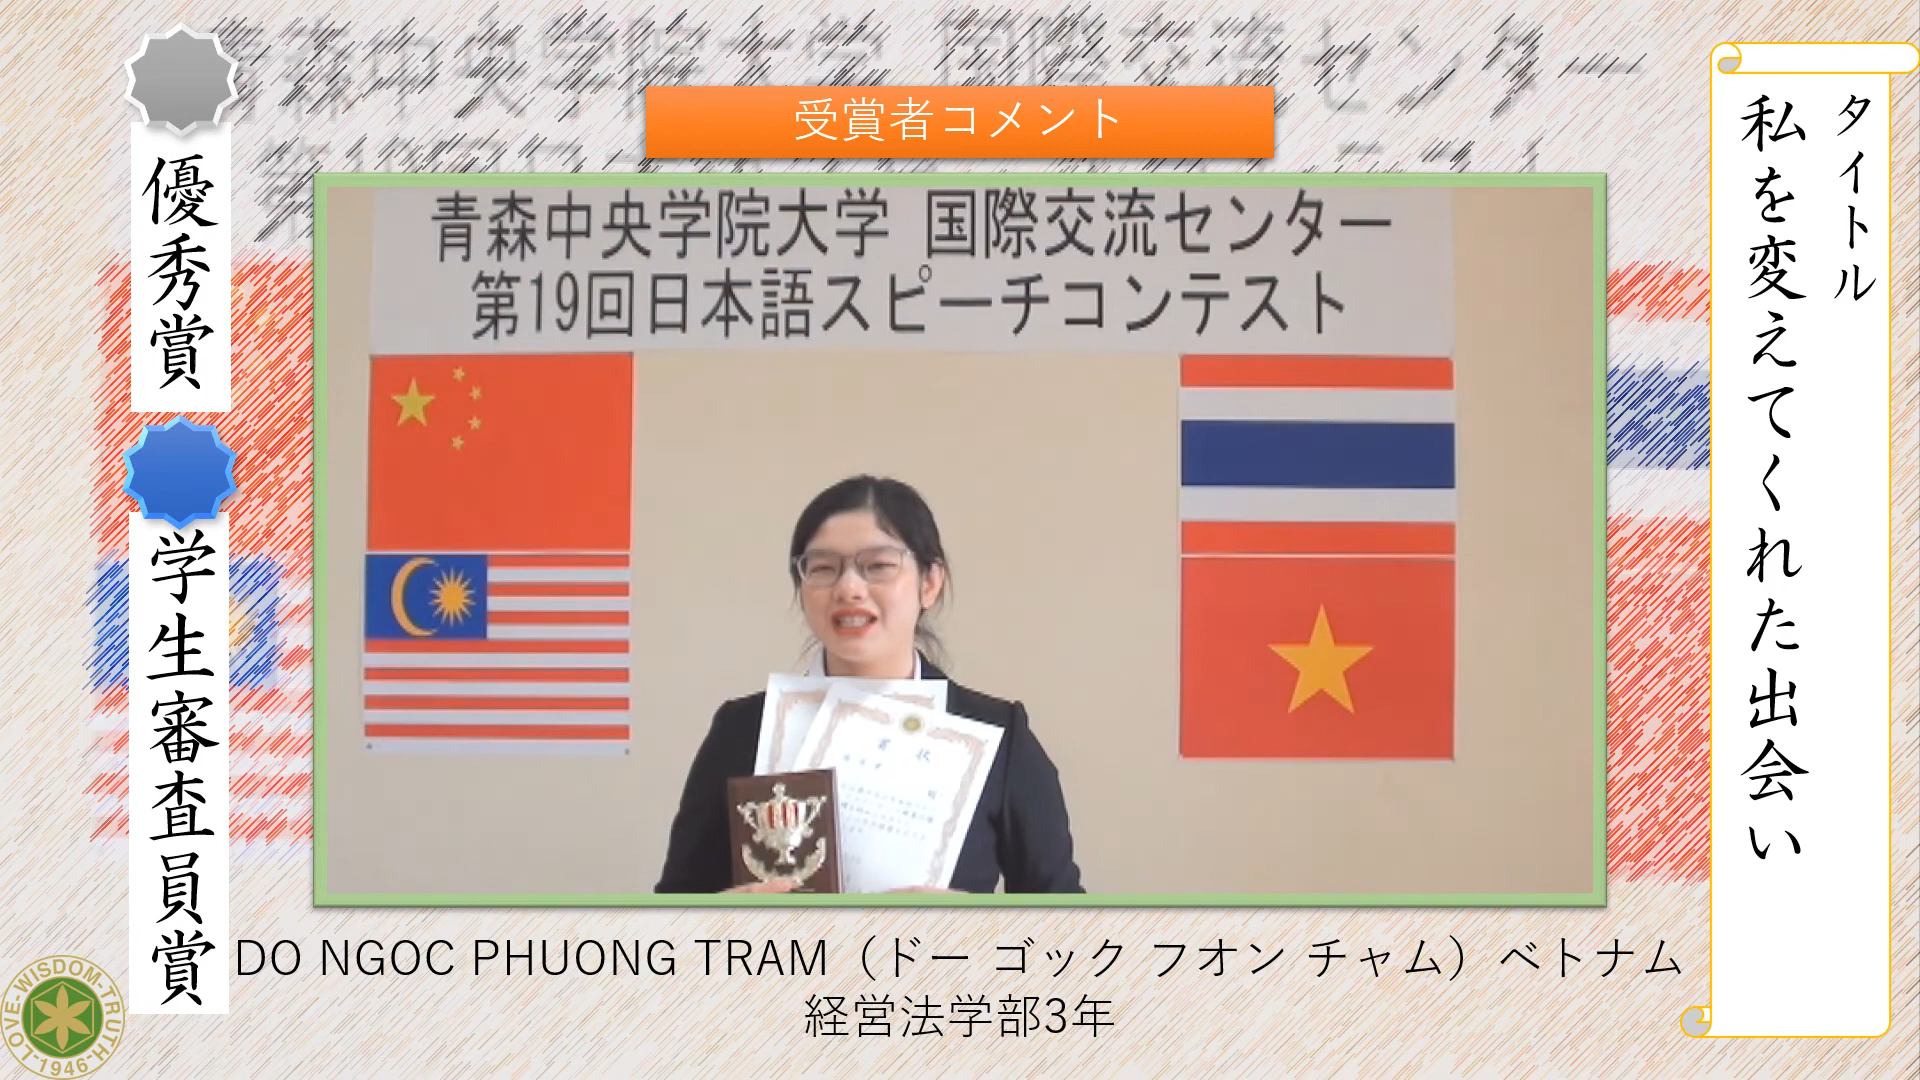 受賞者コメント
優秀賞
学生審査員賞
タイトル
私を変えてくれた出会い
青森中央学院大学 国際交流センター
第19回日本語スピーチコンテスト
賞状
DO NGOC PHUONG TRAM（ドー ゴック フオン チャム）ベトナム
経営法学部3年
LOVE-WISDOM-TRUTH
-1946-